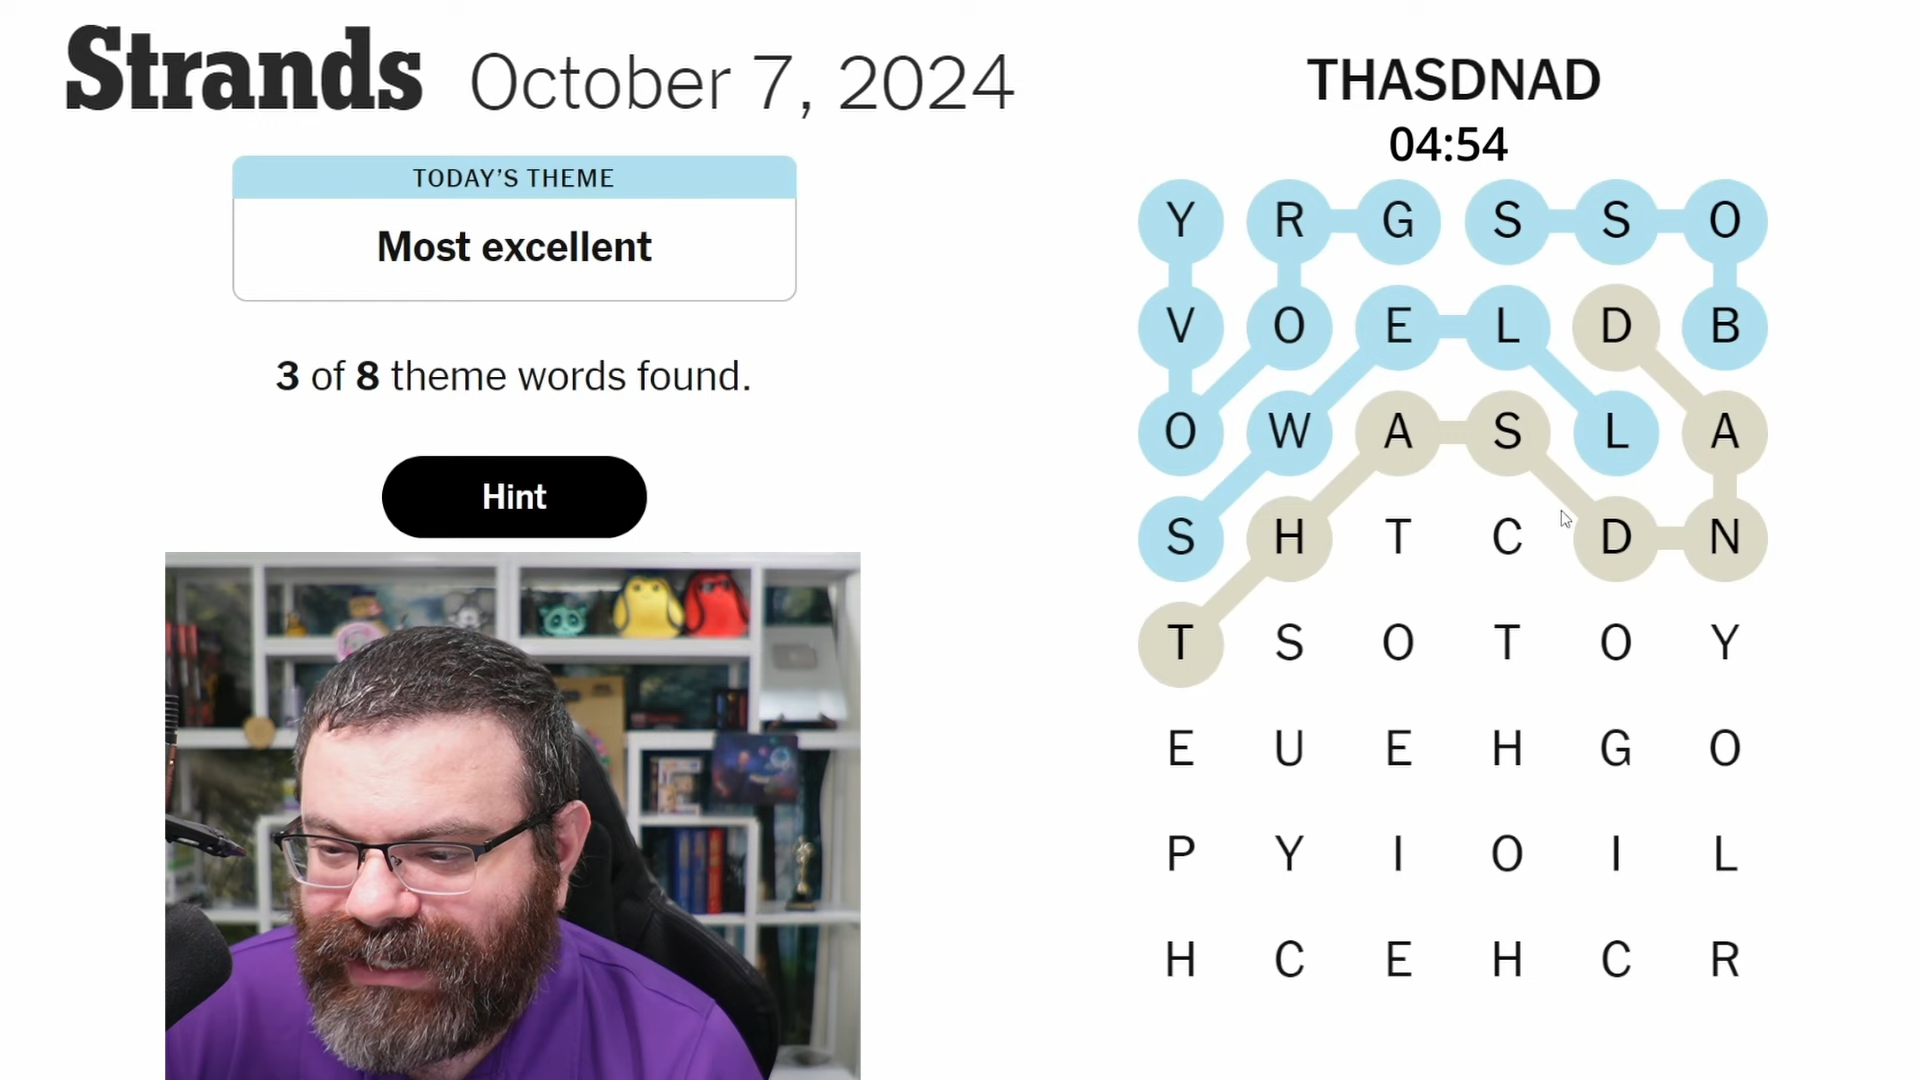 Strands October 7, 2024
TODAY'S THEME
Most excellent
3 of 8 theme words found.
Hint
THASDNAD
04:54
Y R G S S O
V O E L D B
O W A S L A
S H T C D N
T S O T O Y
E U E H G O
P Y I O I L
H C E H C R